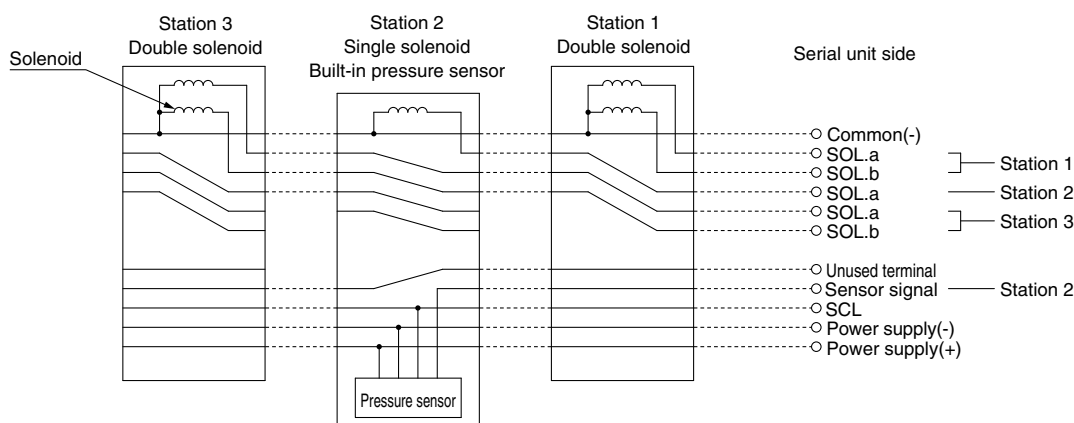 Station 3
Double solenoid
Station 2
Single solenoid
Built-in pressure sensor
Station 1
Double solenoid
Solenoid
Serial unit side
Common(-)
SOL.a
SOL.b
Station 1
SOL.a
Station 2
SOL.a
SOL.b
Station 3
Unused terminal
Sensor signal
Station 2
SCL
Power supply(-)
Power supply(+)
Pressure sensor